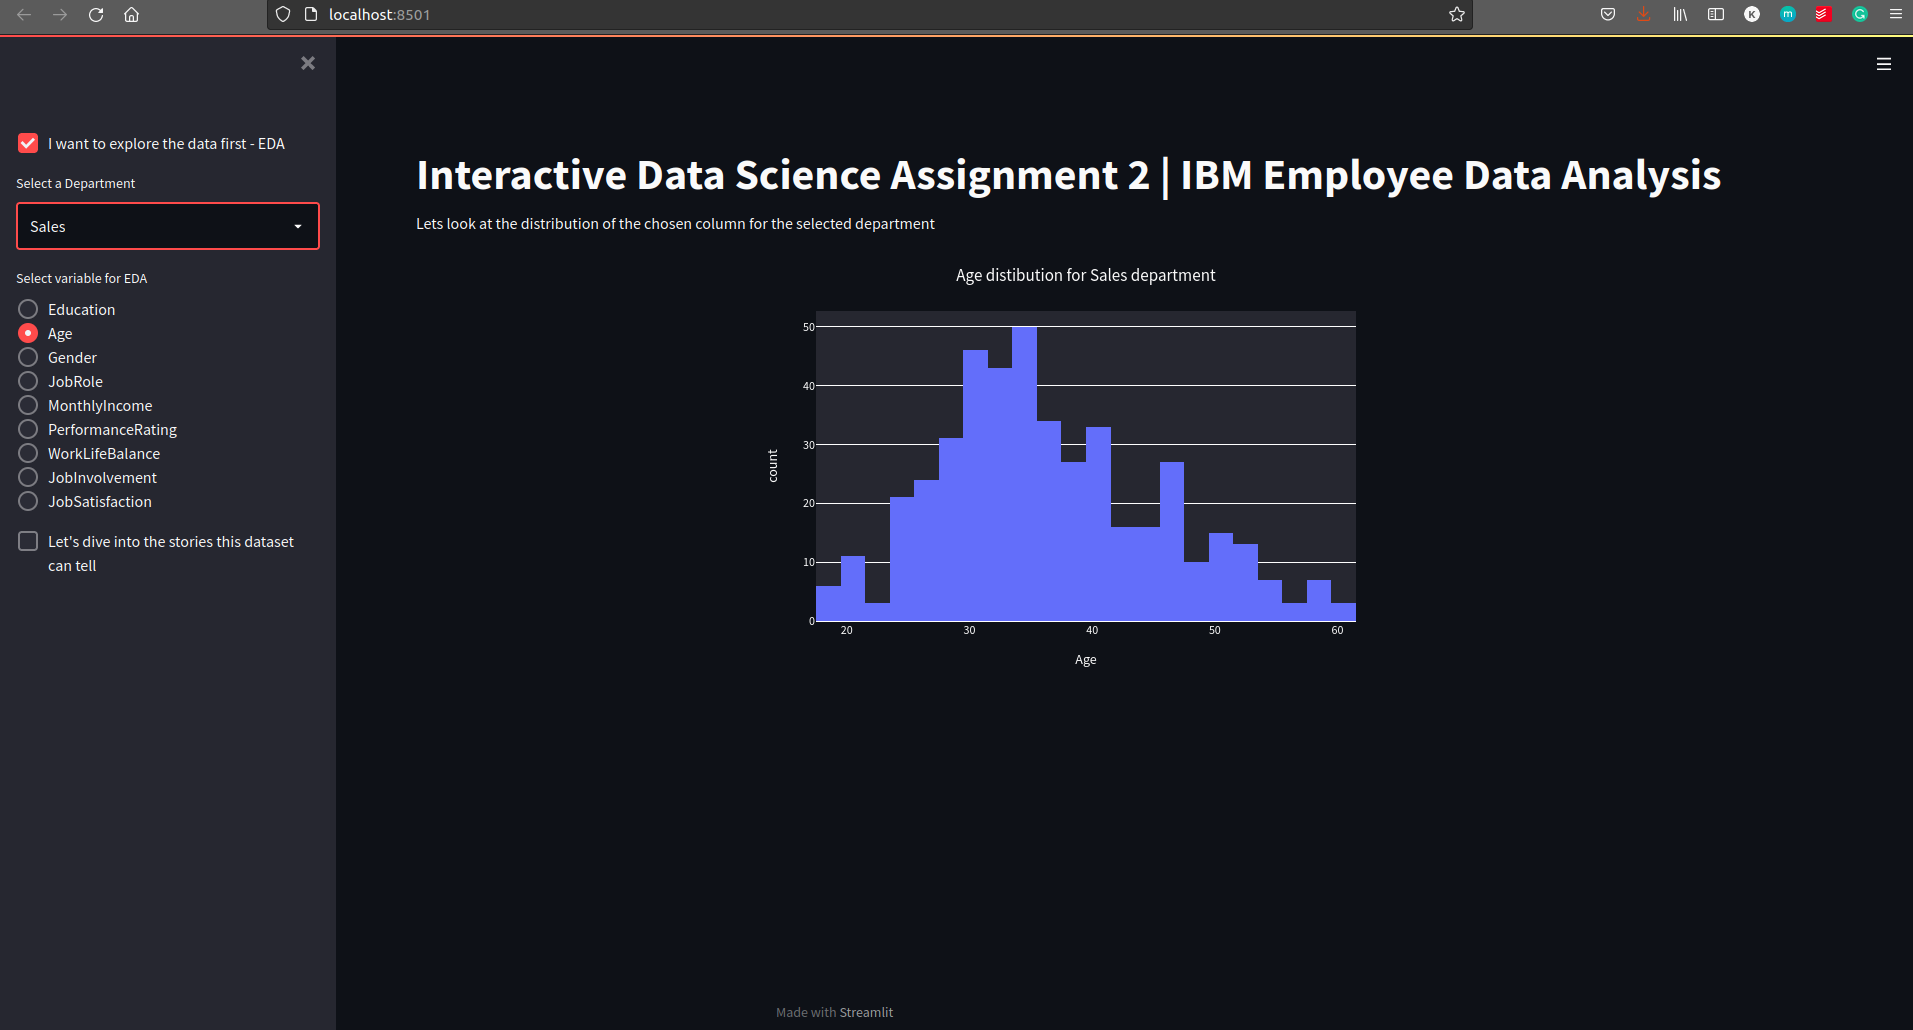 localhost:8501
K
m
G
I want to explore the data first - EDA
Select a Department
Sales
Select variable for EDA
Education
Age
Gender
JobRole
MonthlyIncome
PerformanceRating
WorkLifeBalance
JobInvolvement
JobSatisfaction
Let's dive into the stories this dataset
can tell
Interactive Data Science Assignment 2 | IBM Employee Data Analysis
Lets look at the distribution of the chosen column for the selected department
Age distibution for Sales department
50
40
30
20
10
0
count
20 30 40 50 60
Age
Made with Streamlit